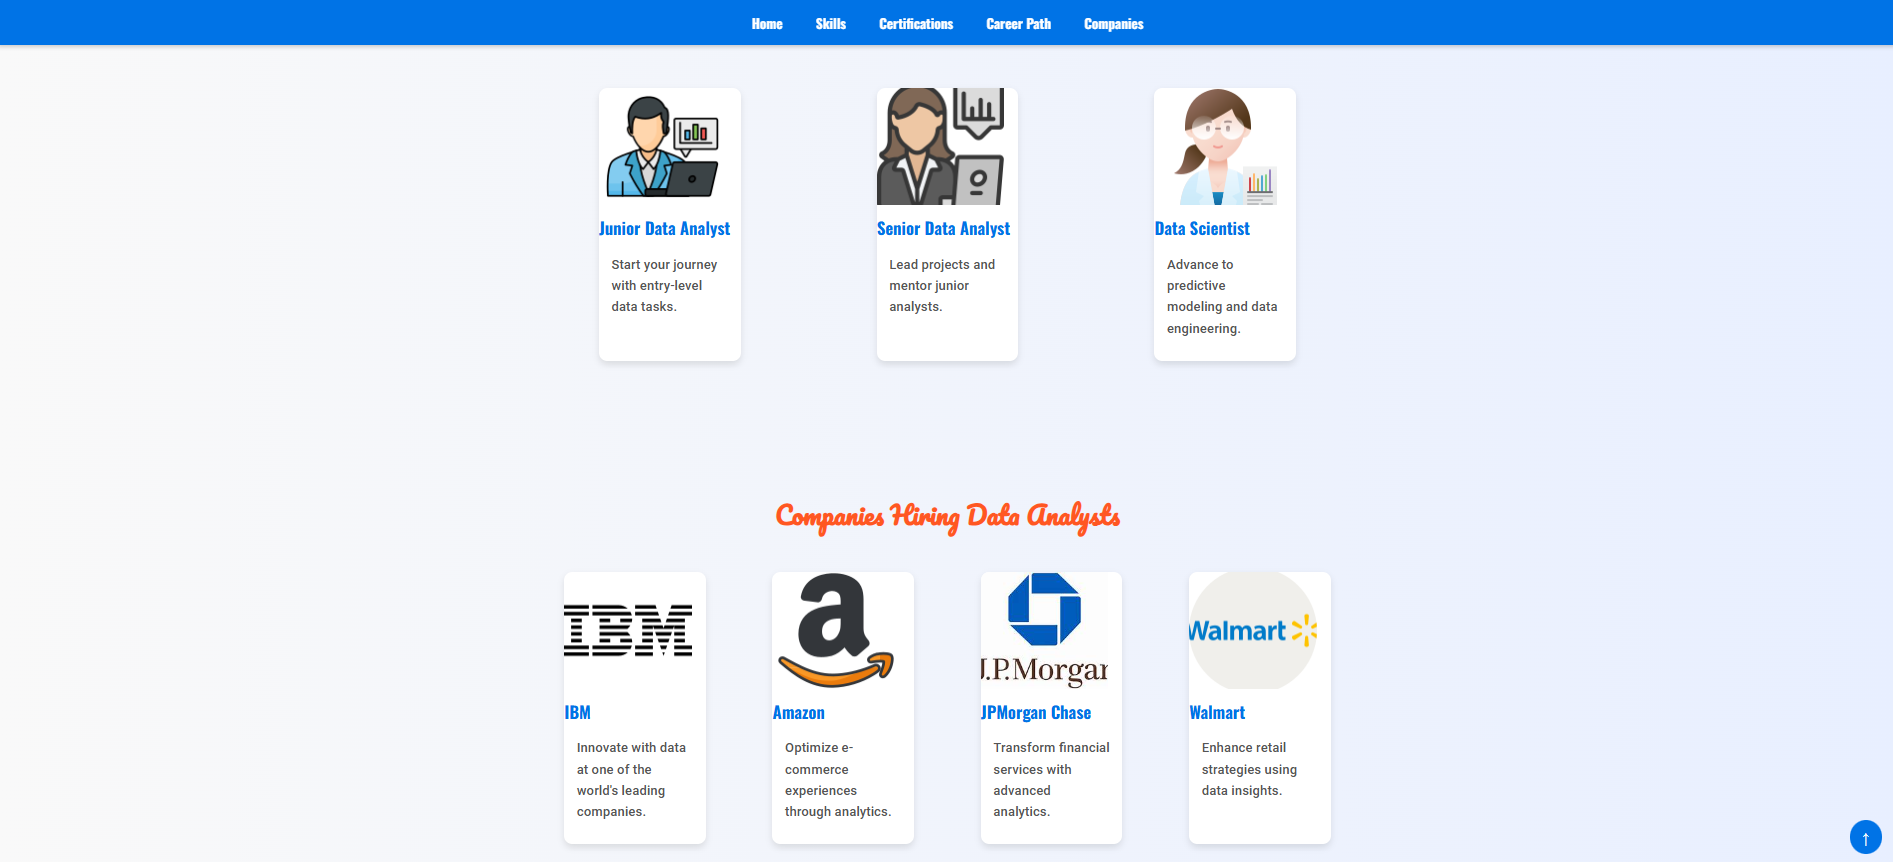 Home Skills Certifications Career Path Companies
Junior Data Analyst
Start your journey
with entry-level
data tasks.
Senior Data Analyst
Lead projects and
mentor junior
analysts.
Data Scientist
Advance to
predictive
modeling and data
engineering.
Companies Hiring Data Analysts
IBM
IBM
Innovate with data
at one of the
world's leading
companies.
a
Amazon
Optimize e-
commerce
experiences
through analytics.
J.P.Morgan
JPMorgan Chase
Transform financial
services with
advanced
analytics.
Walmart
Walmart
Enhance retail
strategies using
data insights.
↑